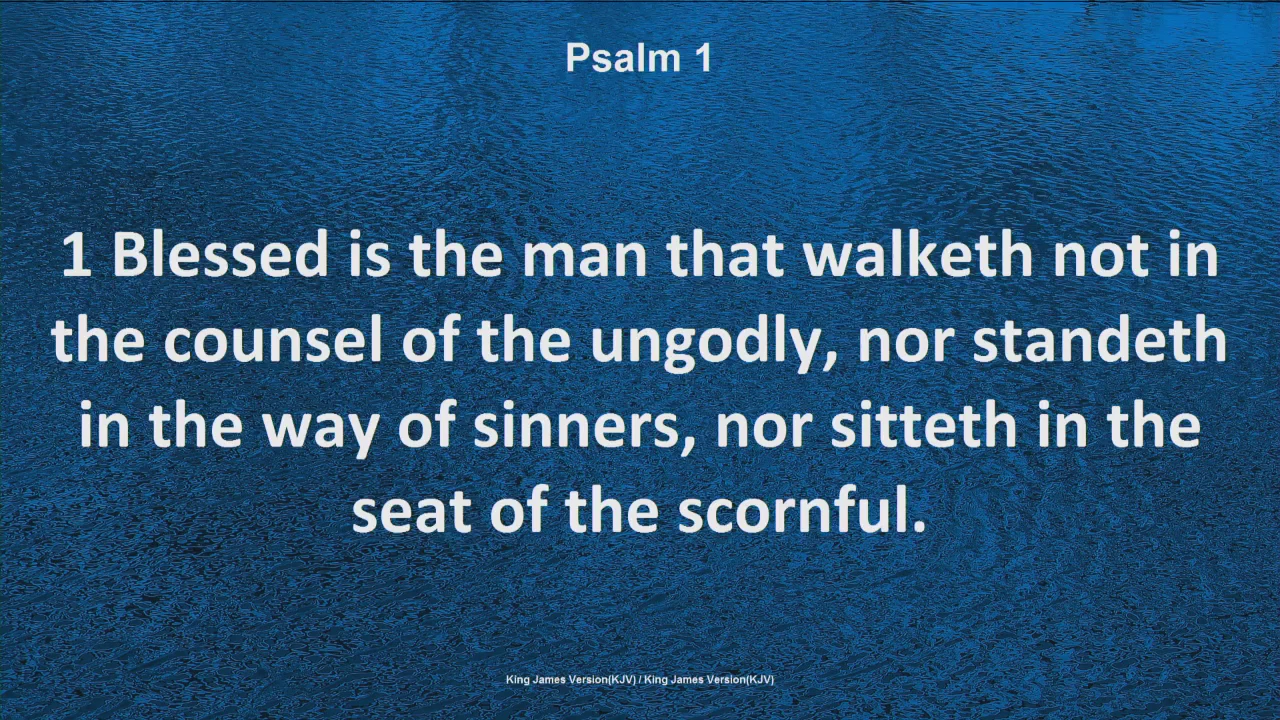 Psalm 1
1 Blessed is the man that walketh not in
the counsel of the ungodly, nor standeth
in the way of sinners, nor sitteth in the
seat of the scornful.
King James Version(KJV) / King James Version(KJV)